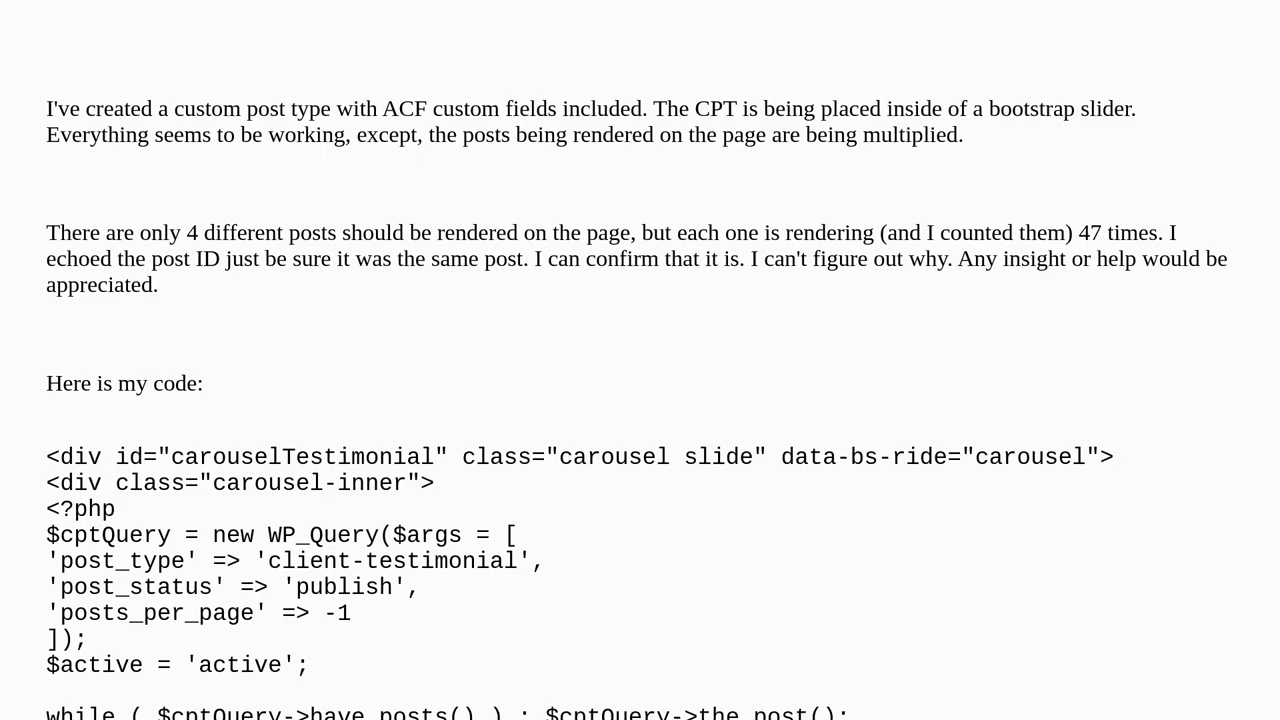 I've created a custom post type with ACF custom fields included. The CPT is being placed inside of a bootstrap slider.
Everything seems to be working, except, the posts being rendered on the page are being multiplied.
There are only 4 different posts should be rendered on the page, but each one is rendering (and I counted them) 47 times. I
echoed the post ID just be sure it was the same post. I can confirm that it is. I can't figure out why. Any insight or help would be
appreciated.
Here is my code:
<div id="carouselTestimonial" class="carousel slide" data-bs-ride="carousel">
<div class="carousel-inner">
<?php
$cptQuery = new WP_Query($args = [
'post_type' => 'client-testimonial',
'post_status' => 'publish',
'posts_per_page' => -1
]);
$active = 'active';
while ( $cptQuery->have_posts() ) : $cptQuery->the_post();